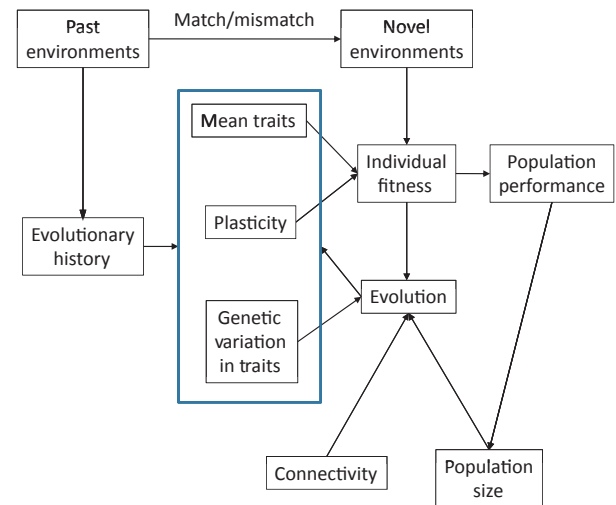 Past
environments
Match/mismatch
Novel
environments
Mean traits
Individual
fitness
Population
performance
Plasticity
Evolutionary
history
Evolution
Genetic
variation
in traits
Connectivity
Population
size